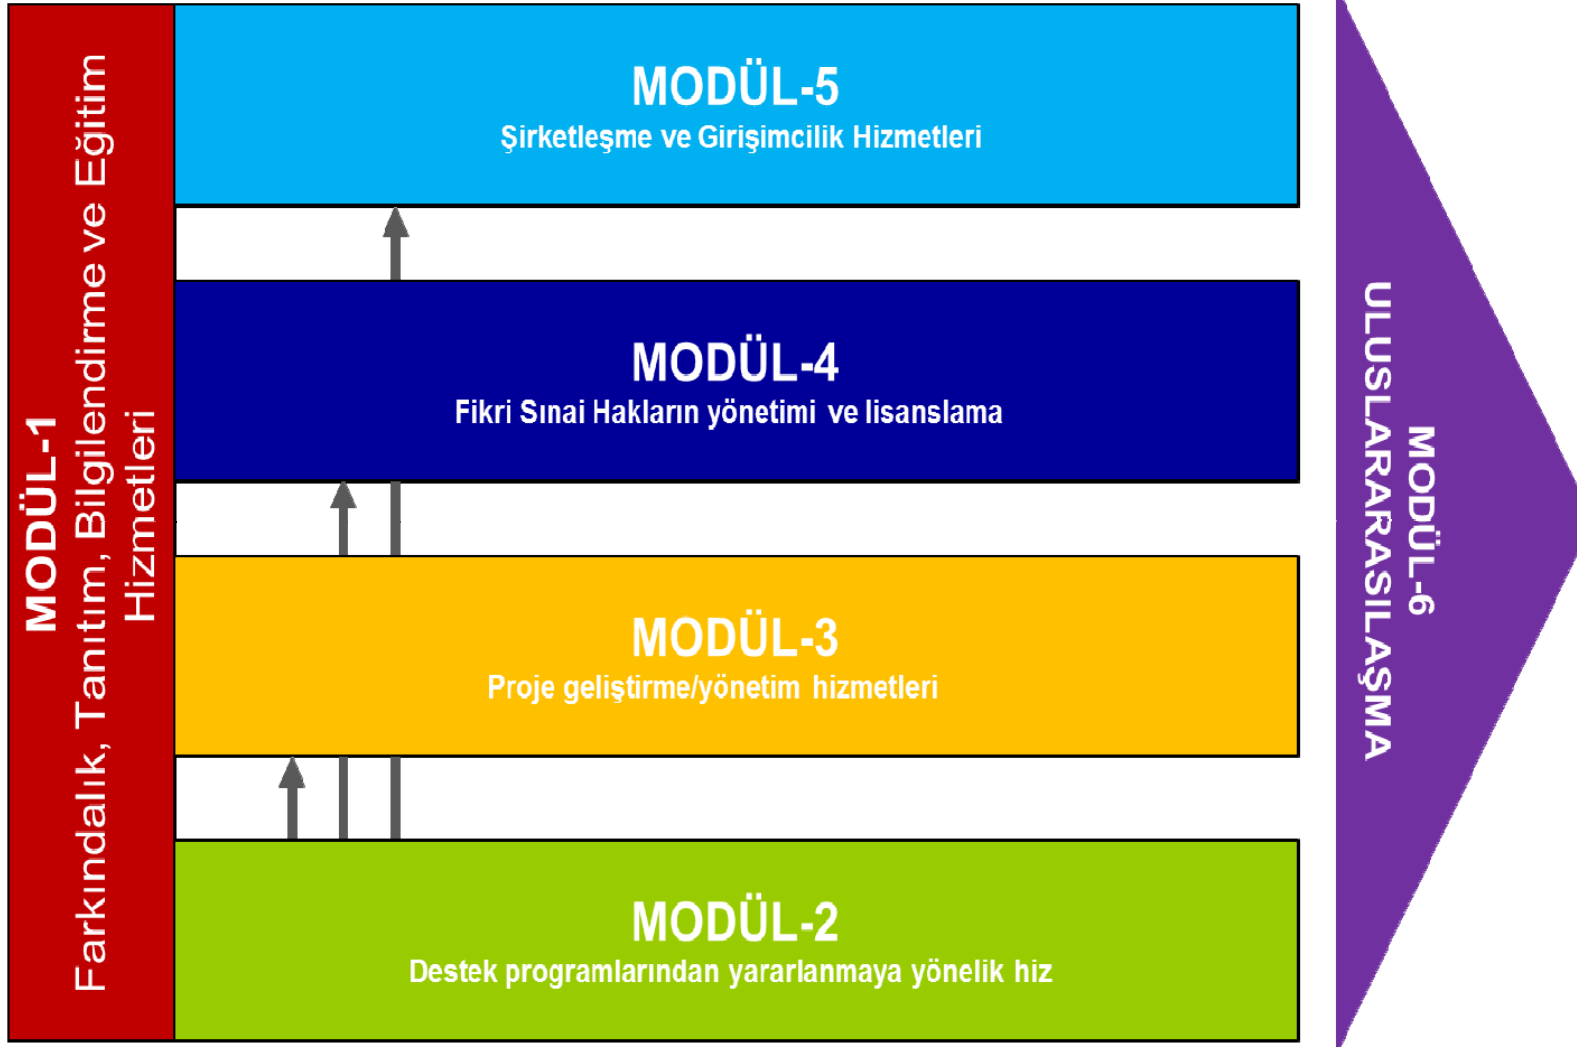 MODÜL-1
Farkındalık, Tanıtım, Bilgilendirme ve Eğitim
Hizmetleri
MODÜL-5
Şirketleşme ve Girişimcilik Hizmetleri
MODÜL-4
Fikri Sınai Hakların yönetimi ve lisanslama
MODÜL-3
Proje geliştirme/yönetim hizmetleri
MODÜL-2
Destek programlarından yararlanmaya yönelik hiz
MODÜL-6
ULUSLARARASILAŞMA